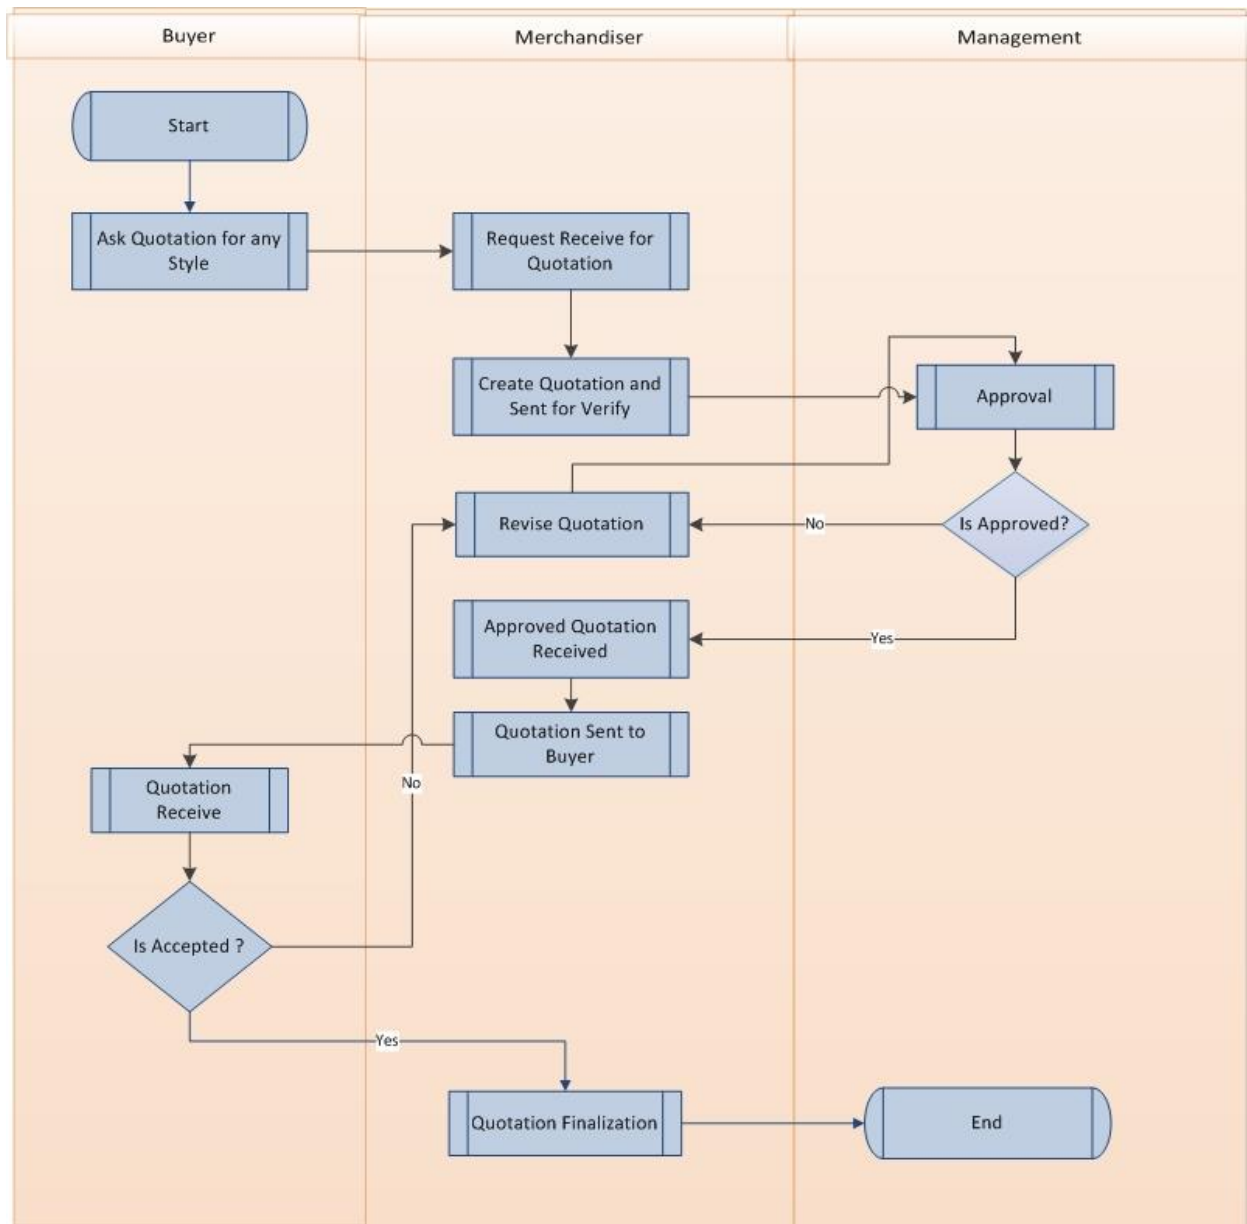 Buyer
Merchandiser
Management
Start
Ask Quotation for any
Style
Request Receive for
Quotation
Create Quotation and
Sent for Verify
Approval
Revise Quotation
No
Is Approved?
Approved Quotation
Received
Yes
Quotation Sent to
Buyer
Quotation
Receive
No
Is Accepted ?
Yes
Quotation Finalization
End